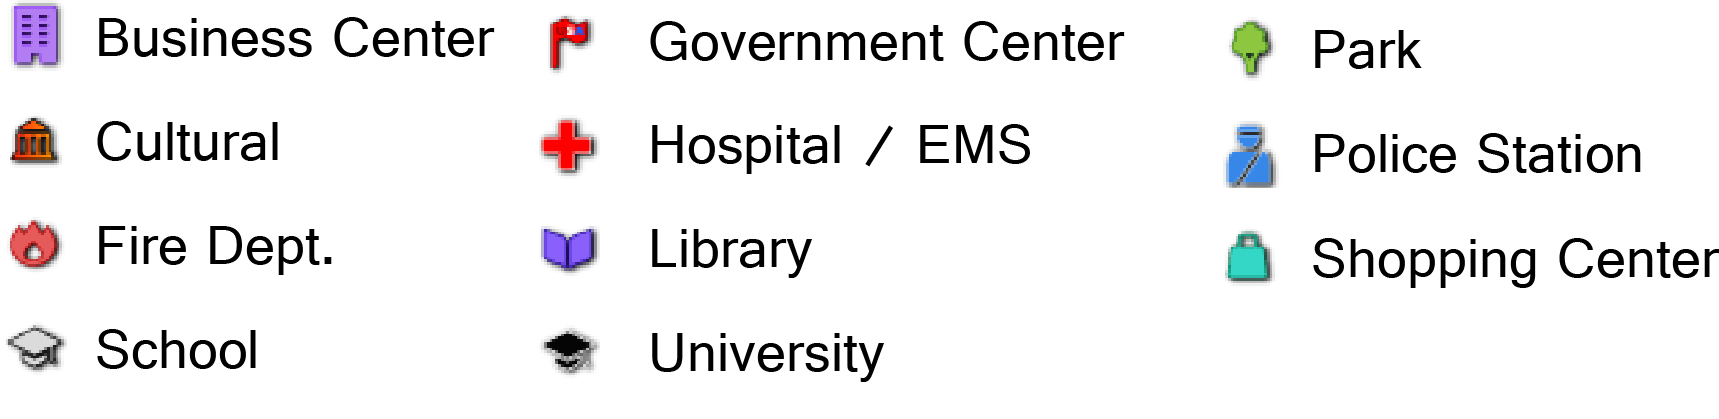 Business Center
Cultural
Fire Dept.
School
Government Center
Hospital / EMS
Library
University
Park
Police Station
Shopping Center